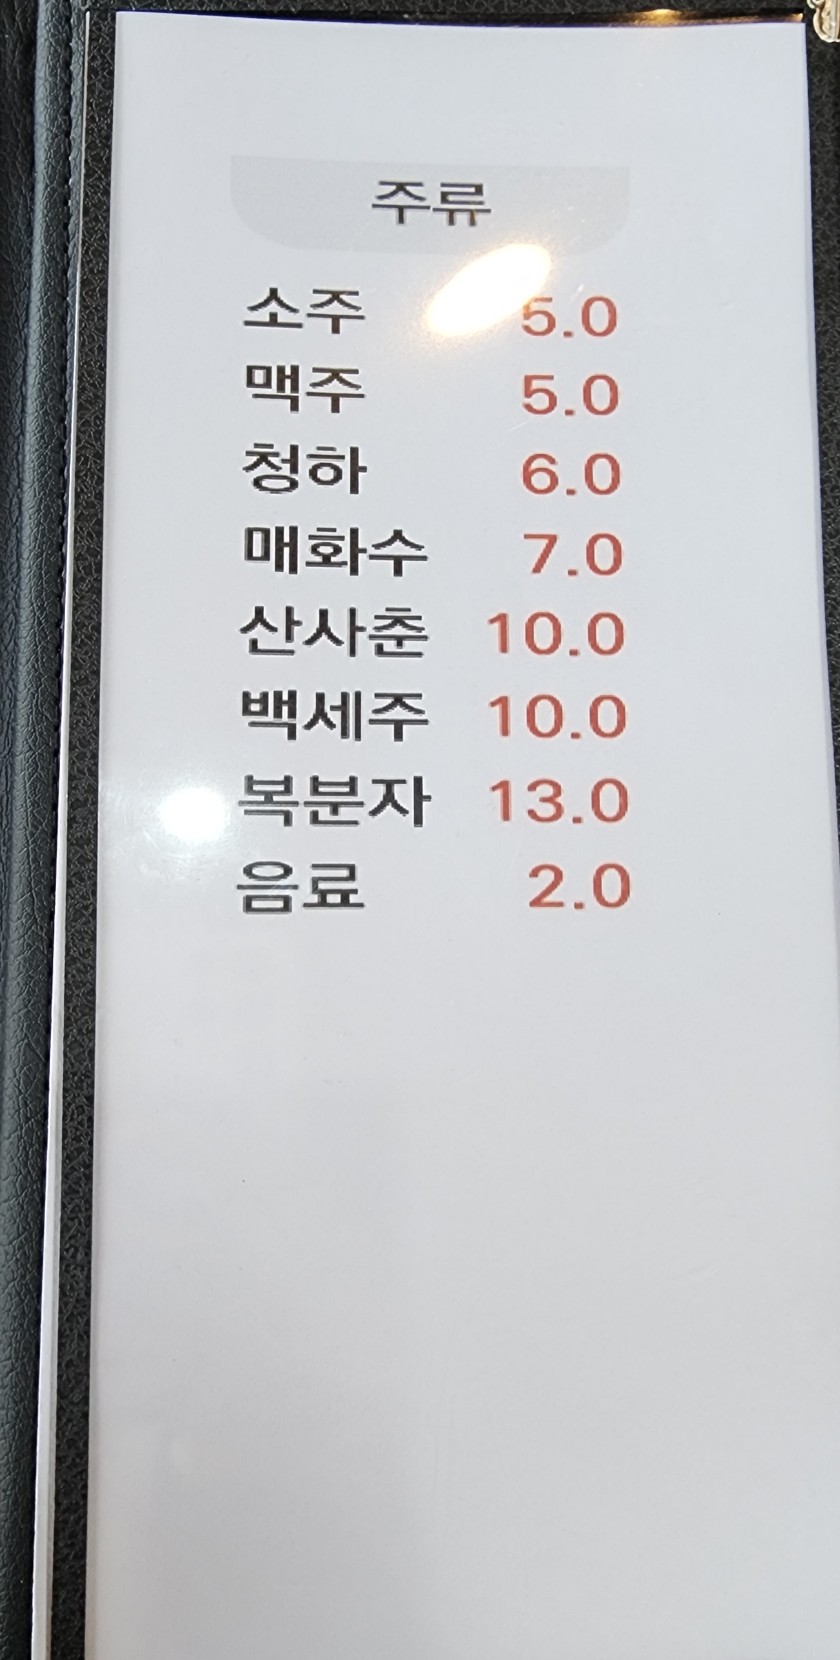 주류
소주 5.0
맥주 5.0
청하 6.0
매화수 7.0
산사춘 10.0
백세주 10.0
복분자 13.0
음료 2.0